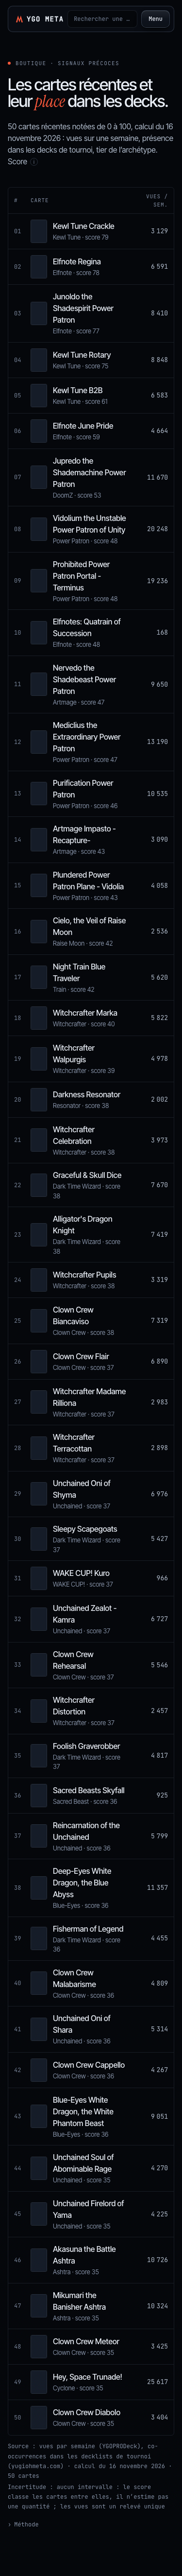 YGO META
Rechercher une …
Menu
BOUTIQUE · SIGNAUX PRÉCOCES
Les cartes récentes et
leur place dans les decks.
50 cartes récentes notées de 0 à 100, calcul du 16
novembre 2026 : vues sur une semaine, présence
dans les decks de tournoi, tier de l'archétype.
Score i
# CARTE VUES /
SEM.
01 Kewl Tune Crackle 3 129
Kewl Tune · score 79
02 Elfnote Regina 6 591
Elfnote · score 78
Junoldo the
03 Shadespirit Power 8 410
Patron
Elfnote · score 77
04 Kewl Tune Rotary 8 848
Kewl Tune · score 75
05 Kewl Tune B2B 6 583
Kewl Tune · score 61
06 Elfnote June Pride 4 664
Elfnote · score 59
Jupredo the
07 Shademachine Power 11 670
Patron
DoomZ · score 53
08 Vidolium the Unstable 20 248
Power Patron of Unity
Power Patron · score 48
Prohibited Power
09 Patron Portal - 19 236
Terminus
Power Patron · score 48
10 Elfnotes: Quatrain of 168
Succession
Elfnote · score 48
Nervedo the
11 Shadebeast Power 9 650
Patron
Artmage · score 47
Mediclius the
12 Extraordinary Power 13 190
Patron
Power Patron · score 47
13 Purification Power 10 535
Patron
Power Patron · score 46
14 Artmage Impasto - 3 090
Recapture-
Artmage · score 43
15 Plundered Power 4 058
Patron Plane - Vidolia
Power Patron · score 43
16 Cielo, the Veil of Raise 2 536
Moon
Raise Moon · score 42
17 Night Train Blue 5 620
Traveler
Train · score 42
18 Witchcrafter Marka 5 822
Witchcrafter · score 40
19 Witchcrafter 4 978
Walpurgis
Witchcrafter · score 39
20 Darkness Resonator 2 002
Resonator · score 38
21 Witchcrafter 3 973
Celebration
Witchcrafter · score 38
22 Graceful & Skull Dice 7 670
Dark Time Wizard · score
38
23 Alligator's Dragon 7 419
Knight
Dark Time Wizard · score
38
24 Witchcrafter Pupils 3 319
Witchcrafter · score 38
25 Clown Crew 7 319
Biancaviso
Clown Crew · score 38
26 Clown Crew Flair 6 890
Clown Crew · score 37
27 Witchcrafter Madame 2 983
Rilliona
Witchcrafter · score 37
28 Witchcrafter 2 898
Terracottan
Witchcrafter · score 37
29 Unchained Oni of 6 976
Shyma
Unchained · score 37
30 Sleepy Scapegoats 5 427
Dark Time Wizard · score
37
31 WAKE CUP! Kuro 966
WAKE CUP! · score 37
32 Unchained Zealot - 6 727
Kamra
Unchained · score 37
33 Clown Crew 5 546
Rehearsal
Clown Crew · score 37
34 Witchcrafter 2 457
Distortion
Witchcrafter · score 37
35 Foolish Graverobber 4 817
Dark Time Wizard · score
37
36 Sacred Beasts Skyfall 925
Sacred Beast · score 36
37 Reincarnation of the 5 799
Unchained
Unchained · score 36
Deep-Eyes White
38 Dragon, the Blue 11 357
Abyss
Blue-Eyes · score 36
39 Fisherman of Legend 4 455
Dark Time Wizard · score
36
40 Clown Crew 4 809
Malabarisme
Clown Crew · score 36
41 Unchained Oni of 5 314
Shara
Unchained · score 36
42 Clown Crew Cappello 4 267
Clown Crew · score 36
Blue-Eyes White
43 Dragon, the White 9 051
Phantom Beast
Blue-Eyes · score 36
44 Unchained Soul of 4 270
Abominable Rage
Unchained · score 35
45 Unchained Firelord of 4 225
Yama
Unchained · score 35
46 Akasuna the Battle 10 726
Ashtra
Ashtra · score 35
47 Mikumari the 10 324
Banisher Ashtra
Ashtra · score 35
48 Clown Crew Meteor 3 425
Clown Crew · score 35
49 Hey, Space Trunade! 25 617
Cyclone · score 35
50 Clown Crew Diabolo 3 404
Clown Crew · score 35
Source : vues par semaine (YGOPRODeck), co-
occurrences dans les decklists de tournoi
(yugiohmeta.com) · calcul du 16 novembre 2026 ·
50 cartes
Incertitude : aucun intervalle : le score
classe les cartes entre elles, il n'estime pas
une quantité ; les vues sont un relevé unique
› Méthode